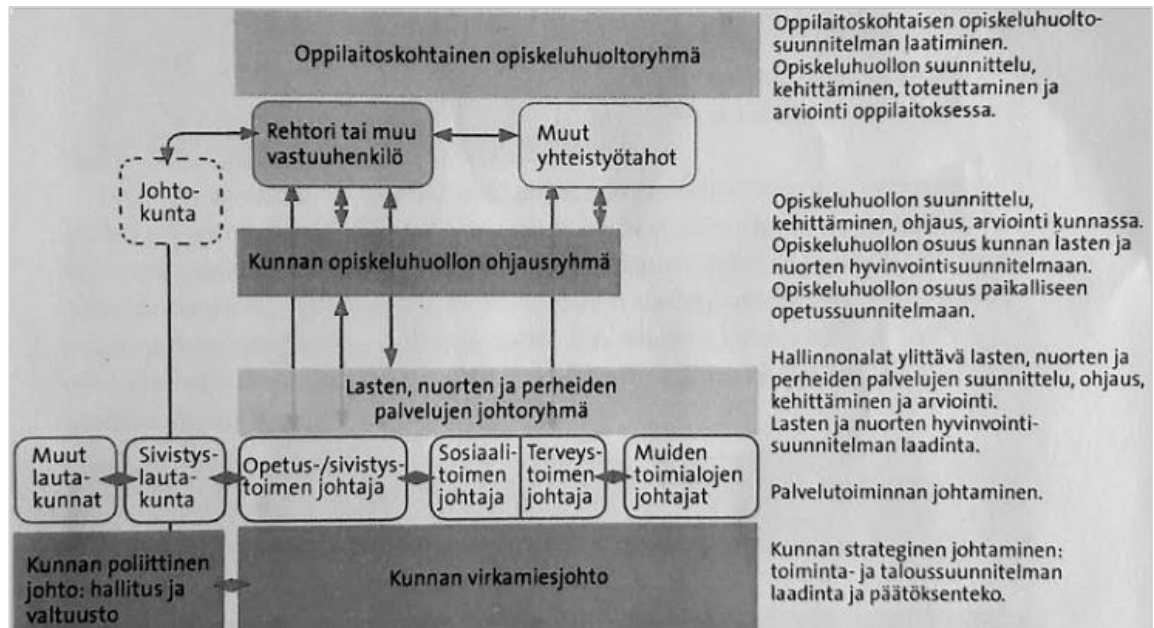 Oppilaitoskohtainen opiskeluhuoltoryhmä
Oppilaitoskohtaisen opiskeluhuolto-
suunnitelman laatiminen.
Opiskeluhuollon suunnittelu,
kehittäminen, toteuttaminen ja
arviointi oppilaitoksessa.
Rehtori tai muu
vastuuhenkilö
Muut
yhteistyötahot
Johto-
kunta
Kunnan opiskeluhuollon ohjausryhmä
Opiskeluhuollon suunnittelu,
kehittäminen, ohjaus, arviointi kunnassa.
Opiskeluhuollon osuus kunnan lasten ja
nuorten hyvinvointisuunnitelmaan.
Opiskeluhuollon osuus paikalliseen
opetussuunnitelmaan.
Lasten, nuorten ja perheiden
palvelujen johtoryhmä
Hallinnonalat ylittävä lasten, nuorten ja
perheiden palvelujen suunnittelu, ohjaus,
kehittäminen ja arviointi.
Lasten ja nuorten hyvinvointi-
suunnitelman laadinta.
Muut
lauta-
kunnat
Sivistys-
lauta-
kunta
Opetus-/sivistys-
toimen johtaja
Sosiaali-
toimen
johtaja
Terveys-
toimen
johtaja
Muiden
toimialojen
johtajat
Palvelutoiminnan johtaminen.
Kunnan poliittinen
johto: hallitus ja
valtuusto
Kunnan virkamiesjohto
Kunnan strateginen johtaminen:
toiminta- ja taloussuunnitelman
laadinta ja päätöksenteko.